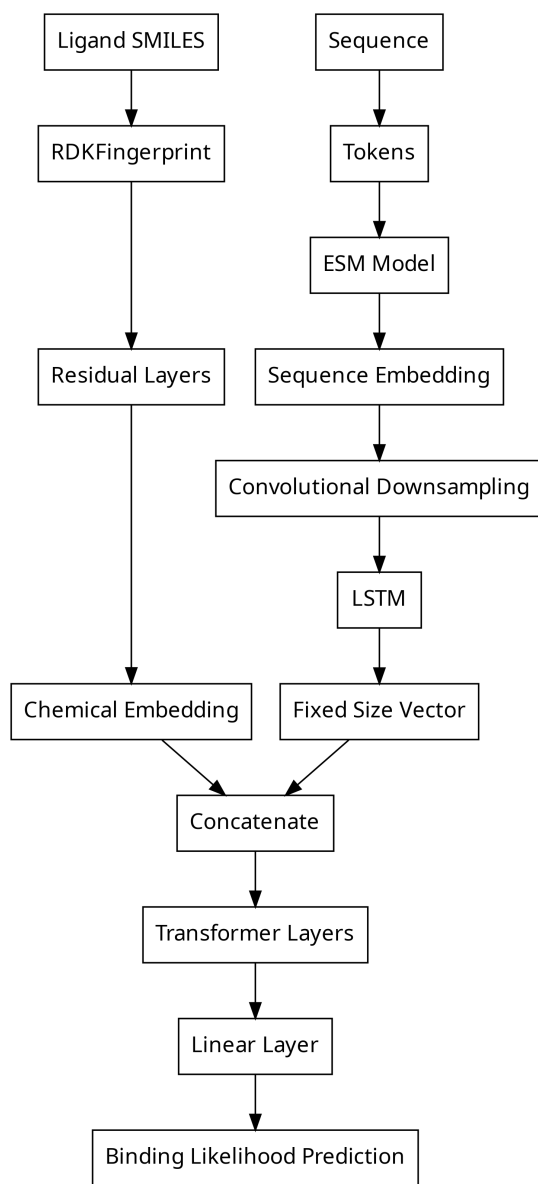 Ligand SMILES
Sequence
RDKFingerprint
Tokens
ESM Model
Residual Layers
Sequence Embedding
Convolutional Downsampling
LSTM
Chemical Embedding
Fixed Size Vector
Concatenate
Transformer Layers
Linear Layer
Binding Likelihood Prediction